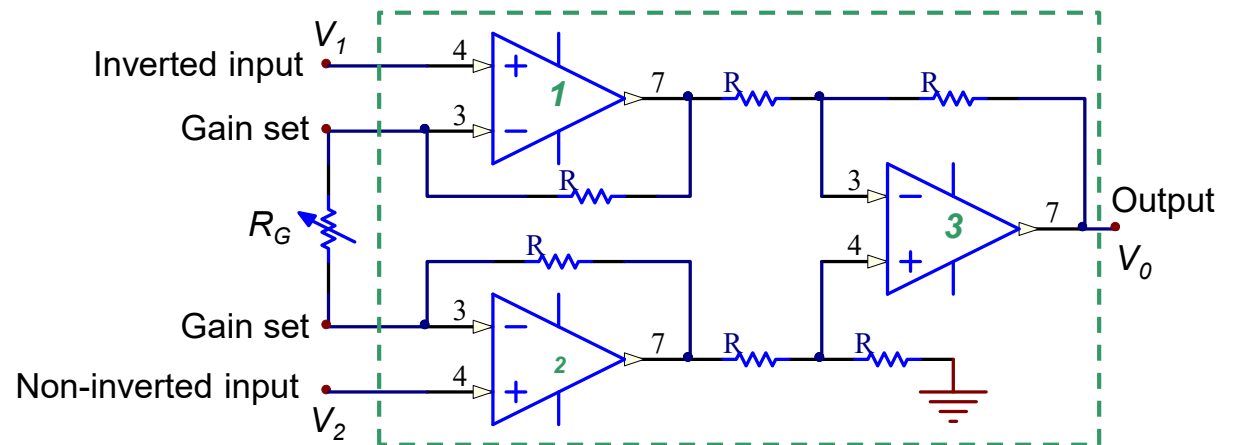 V1
Inverted input
4
+
1
7
R
R
Gain set
3
−
R
3
−
RG
3
7
Output
R
4
+
V0
Gain set
3
−
2
7
R
R
Non-inverted input
4
+
V2